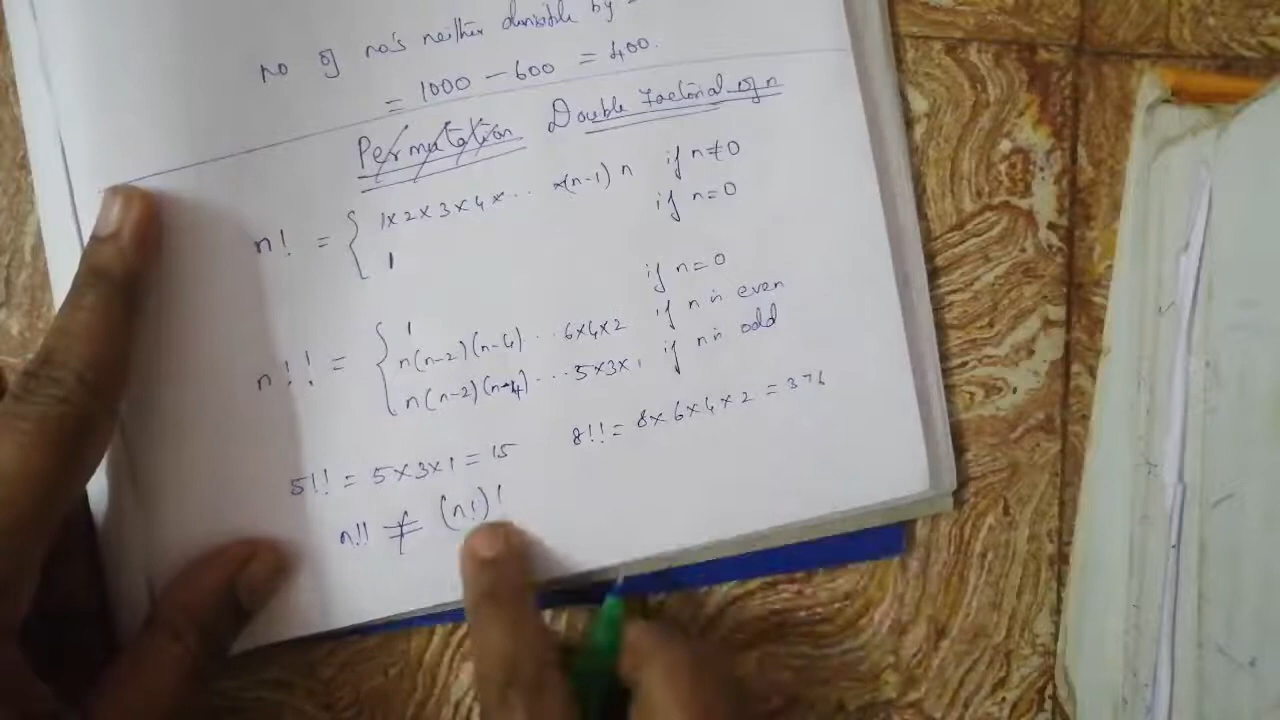 no of no's neither divisible by
= 1000 - 600 = 400.
Permutation Double Factorial of n
n! = { 1×2×3×4×.. ×(n-1) n if n≠0
1 if n=0
n!! = { 1 if n=0
n(n-2)(n-4) ... 6×4×2 if n is even
n(n-2)(n-4) ... 5×3×1 if n is odd
5!! = 5×3×1 = 15 8!! = 8×6×4×2 = 376
n!! ≠ (n!)!